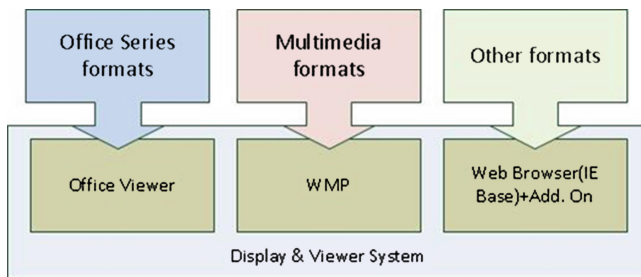 Office Series
formats
Multimedia
formats
Other formats
Office Viewer
WMP
Web Browser(IE
Base)+Add. On
Display & Viewer System